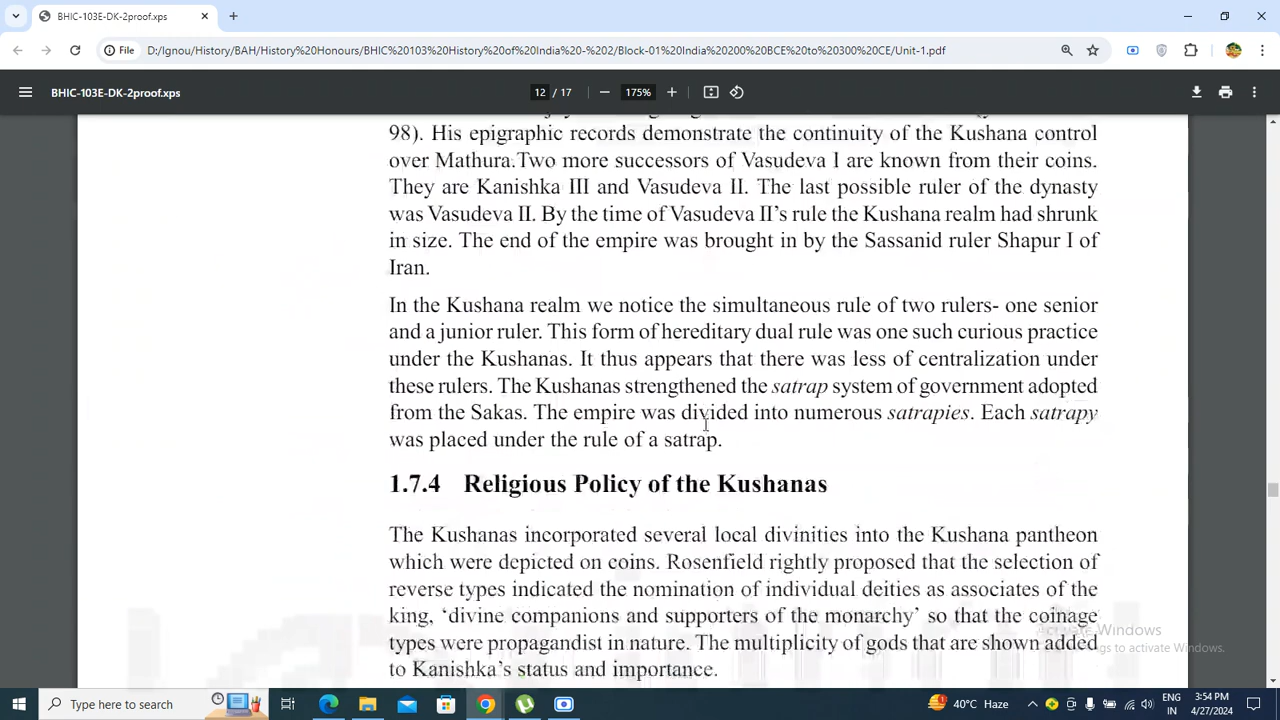 BHIC-103E-DK-2proof.xps
File D:/Ignou/History/BAH/History%20Honours/BHIC%20103%20History%20of%20India%20-%202/Block-01%20India%20200%20BCE%20to%20300%20CE/Unit-1.pdf
BHIC-103E-DK-2proof.xps
12 / 17
175%
98). His epigraphic records demonstrate the continuity of the Kushana control
over Mathura.Two more successors of Vasudeva I are known from their coins.
They are Kanishka III and Vasudeva II. The last possible ruler of the dynasty
was Vasudeva II. By the time of Vasudeva II’s rule the Kushana realm had shrunk
in size. The end of the empire was brought in by the Sassanid ruler Shapur I of
Iran.
In the Kushana realm we notice the simultaneous rule of two rulers- one senior
and a junior ruler. This form of hereditary dual rule was one such curious practice
under the Kushanas. It thus appears that there was less of centralization under
these rulers. The Kushanas strengthened the satrap system of government adopted
from the Sakas. The empire was divided into numerous satrapies. Each satrapy
was placed under the rule of a satrap.
1.7.4 Religious Policy of the Kushanas
The Kushanas incorporated several local divinities into the Kushana pantheon
which were depicted on coins. Rosenfield rightly proposed that the selection of
reverse types indicated the nomination of individual deities as associates of the
king, ‘divine companions and supporters of the monarchy’ so that the coinage
types were propagandist in nature. The multiplicity of gods that are shown added
to Kanishka’s status and importance.
Activate Windows
to activate Windows.
Type here to search
40°C Haze
ENG
IN
3:54 PM
4/27/2024